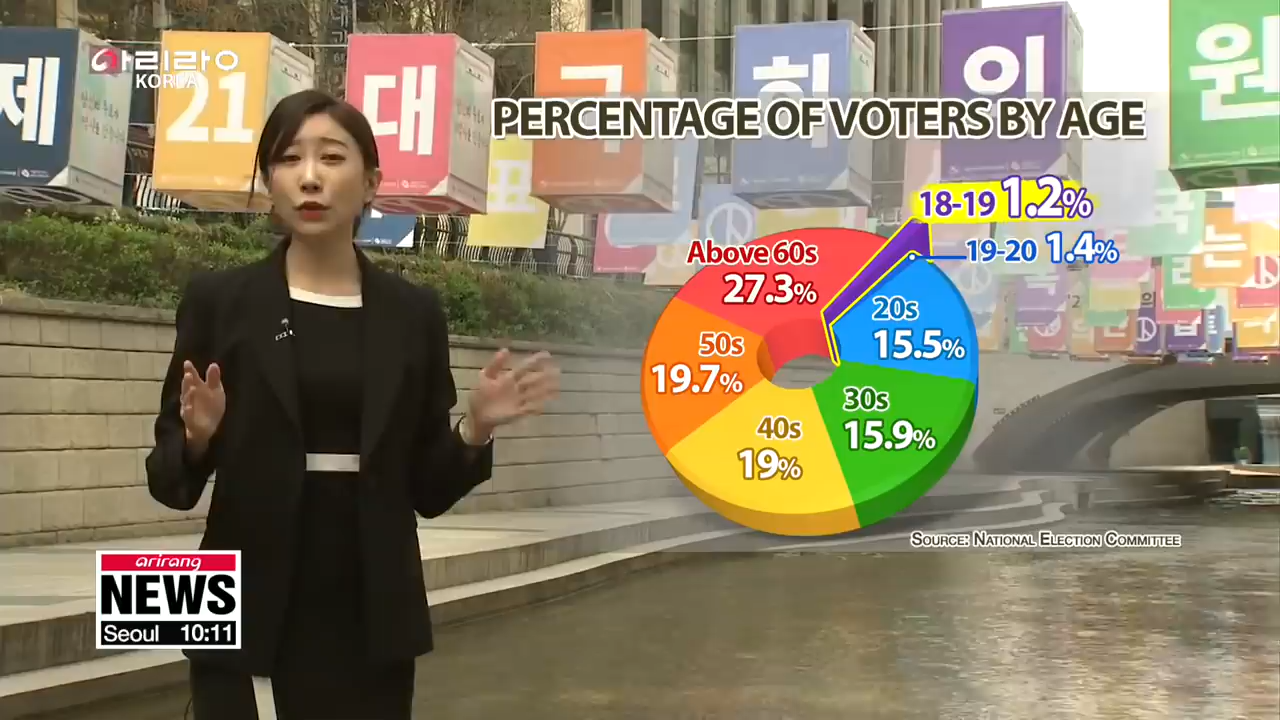 아리랑
KOREA
제 21 대 국 회 의 원
표
PERCENTAGE OF VOTERS BY AGE
18-19 1.2%
19-20 1.4%
Above 60s
27.3%
20s
15.5%
50s
19.7%
30s
15.9%
40s
19%
SOURCE: NATIONAL ELECTION COMMITTEE
arirang
NEWS
Seoul 10:11